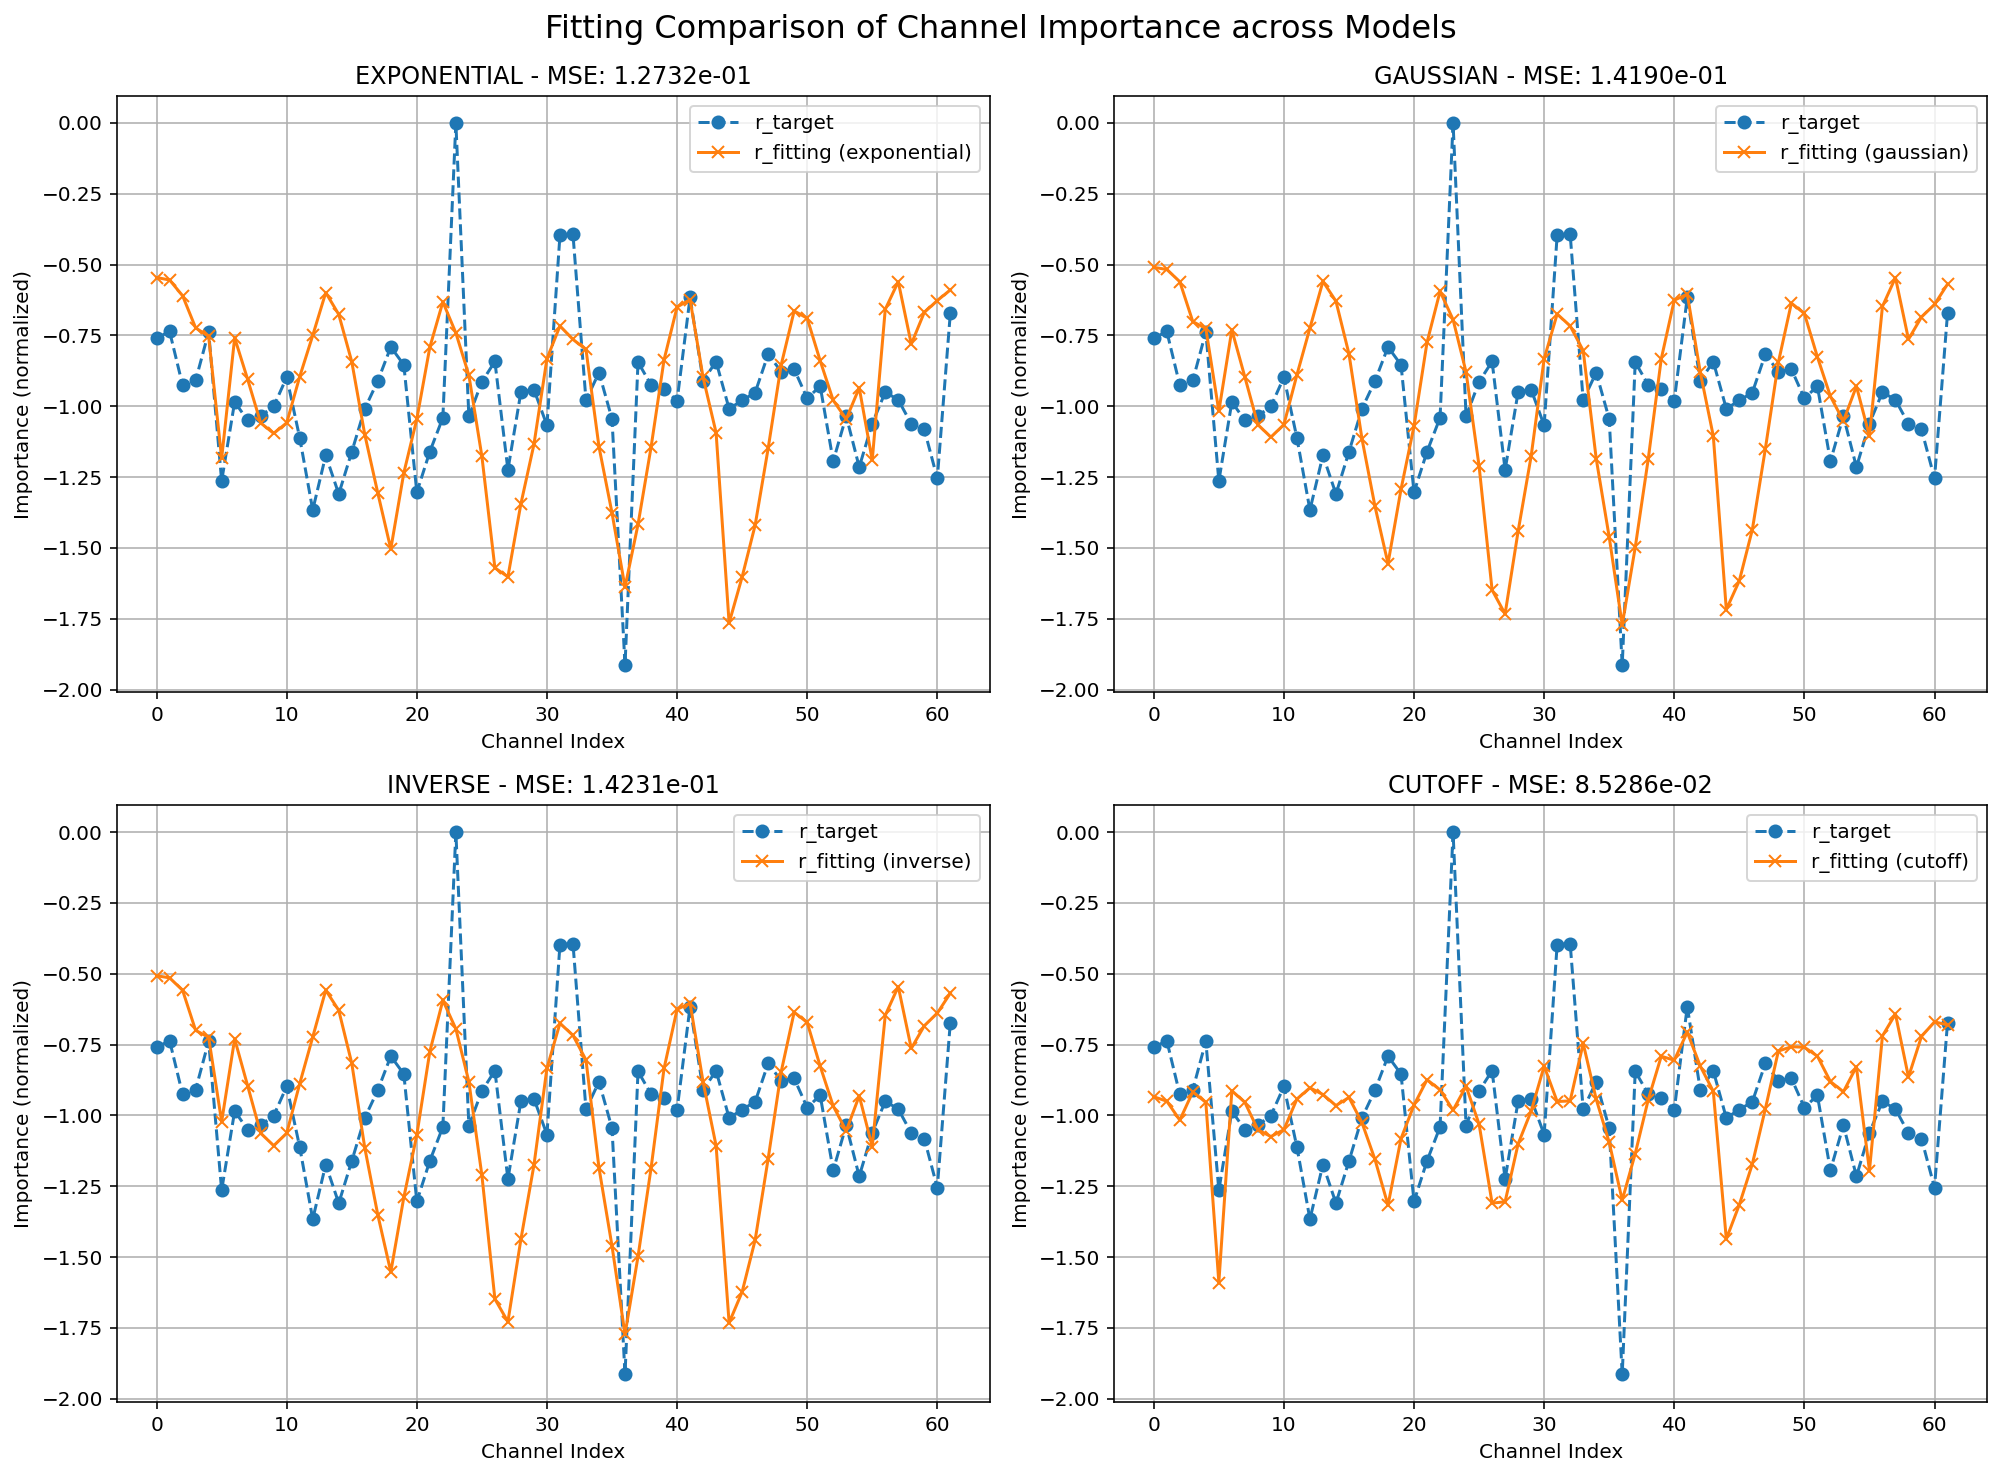 Fitting Comparison of Channel Importance across Models
EXPONENTIAL - MSE: 1.2732e-01
r_target
r_fitting (exponential)
Importance (normalized)
0.00
−0.25
−0.50
−0.75
−1.00
−1.25
−1.50
−1.75
−2.00
0 10 20 30 40 50 60
Channel Index
GAUSSIAN - MSE: 1.4190e-01
r_target
r_fitting (gaussian)
Importance (normalized)
0.00
−0.25
−0.50
−0.75
−1.00
−1.25
−1.50
−1.75
−2.00
0 10 20 30 40 50 60
Channel Index
INVERSE - MSE: 1.4231e-01
r_target
r_fitting (inverse)
Importance (normalized)
0.00
−0.25
−0.50
−0.75
−1.00
−1.25
−1.50
−1.75
−2.00
0 10 20 30 40 50 60
Channel Index
CUTOFF - MSE: 8.5286e-02
r_target
r_fitting (cutoff)
Importance (normalized)
0.00
−0.25
−0.50
−0.75
−1.00
−1.25
−1.50
−1.75
−2.00
0 10 20 30 40 50 60
Channel Index